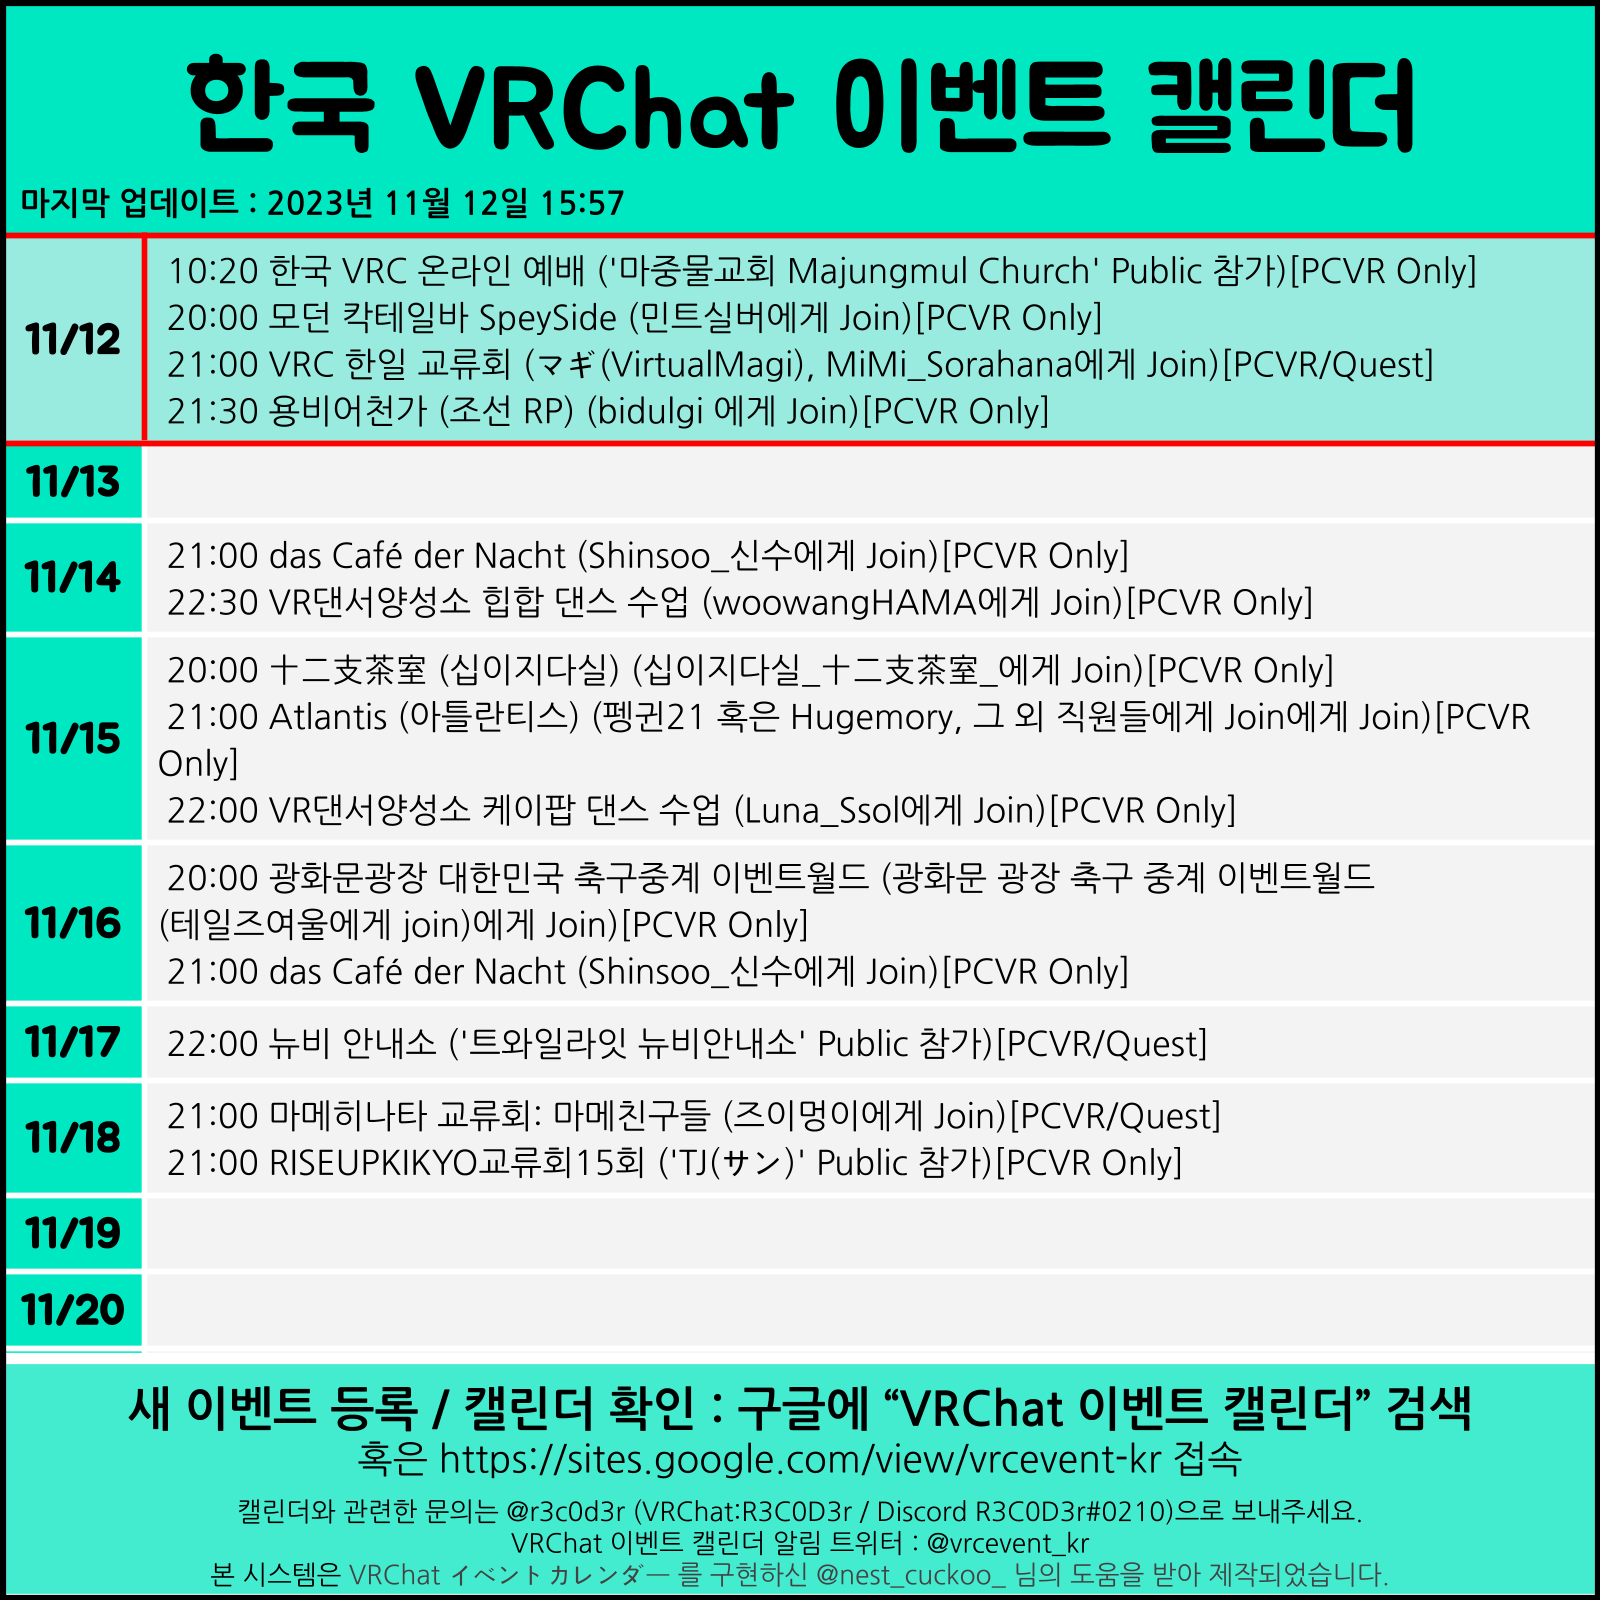 한국 VRChat 이벤트 캘린더
마지막 업데이트 : 2023년 11월 12일 15:57
11/12
10:20 한국 VRC 온라인 예배 ('마중물교회 Majungmul Church' Public 참가)[PCVR Only]
20:00 모던 칵테일바 SpeySide (민트실버에게 Join)[PCVR Only]
21:00 VRC 한일 교류회 (マギ(VirtualMagi), MiMi_Sorahana에게 Join)[PCVR/Quest]
21:30 용비어천가 (조선 RP) (bidulgi 에게 Join)[PCVR Only]
11/13
11/14
21:00 das Café der Nacht (Shinsoo_신수에게 Join)[PCVR Only]
22:30 VR댄서양성소 힙합 댄스 수업 (woowangHAMA에게 Join)[PCVR Only]
11/15
20:00 十二支茶室 (십이지다실) (십이지다실_十二支茶室_에게 Join)[PCVR Only]
21:00 Atlantis (아틀란티스) (펭귄21 혹은 Hugemory, 그 외 직원들에게 Join에게 Join)[PCVR
Only]
22:00 VR댄서양성소 케이팝 댄스 수업 (Luna_Ssol에게 Join)[PCVR Only]
11/16
20:00 광화문광장 대한민국 축구중계 이벤트월드 (광화문 광장 축구 중계 이벤트월드
(테일즈여울에게 join)에게 Join)[PCVR Only]
21:00 das Café der Nacht (Shinsoo_신수에게 Join)[PCVR Only]
11/17
22:00 뉴비 안내소 ('트와일라잇 뉴비안내소' Public 참가)[PCVR/Quest]
11/18
21:00 마메히나타 교류회: 마메친구들 (즈이멍이에게 Join)[PCVR/Quest]
21:00 RISEUPKIKYO교류회15회 ('TJ(サン)' Public 참가)[PCVR Only]
11/19
11/20
새 이벤트 등록 / 캘린더 확인 : 구글에 “VRChat 이벤트 캘린더” 검색
혹은 https://sites.google.com/view/vrcevent-kr 접속
캘린더와 관련한 문의는 @r3c0d3r (VRChat:R3C0D3r / Discord R3C0D3r#0210)으로 보내주세요.
VRChat 이벤트 캘린더 알림 트위터 : @vrcevent_kr
본 시스템은 VRChat イベントカレンダー 를 구현하신 @nest_cuckoo_ 님의 도움을 받아 제작되었습니다.